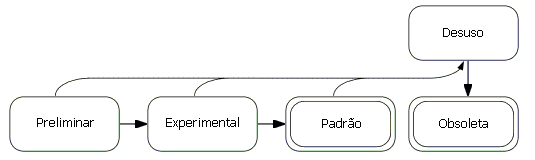 Desuso
Preliminar
Experimental
Padrão
Obsoleta